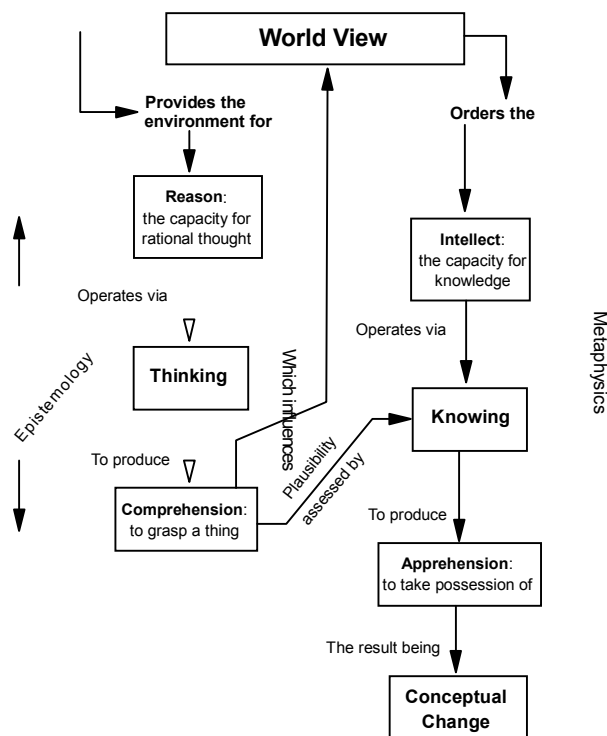 World View
Provides the
environment for
Orders the
Reason:
the capacity for
rational thought
Intellect:
the capacity for
knowledge
Operates via
Operates via
Thinking
Knowing
Which influences
Epistemology
Metaphysics
Plausibility
assessed by
To produce
Comprehension:
to grasp a thing
To produce
Apprehension:
to take possession of
The result being
Conceptual
Change